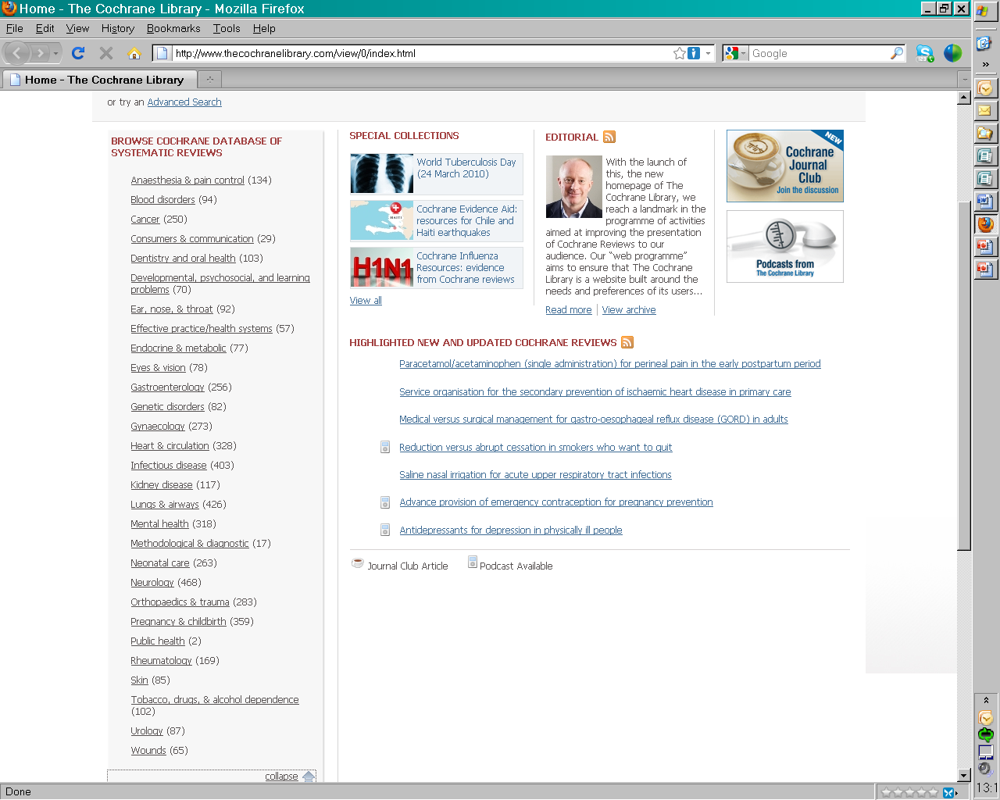 Home - The Cochrane Library - Mozilla Firefox
File Edit View History Bookmarks Tools Help
http://www.thecochranelibrary.com/view/0/index.html
Google
Home - The Cochrane Library
or try an Advanced Search
BROWSE COCHRANE DATABASE OF
SYSTEMATIC REVIEWS
Anaesthesia & pain control (134)
Blood disorders (94)
Cancer (250)
Consumers & communication (29)
Dentistry and oral health (103)
Developmental, psychosocial, and learning
problems (70)
Ear, nose, & throat (92)
Effective practice/health systems (57)
Endocrine & metabolic (77)
Eyes & vision (78)
Gastroenterology (256)
Genetic disorders (82)
Gynaecology (273)
Heart & circulation (328)
Infectious disease (403)
Kidney disease (117)
Lungs & airways (426)
Mental health (318)
Methodological & diagnostic (17)
Neonatal care (263)
Neurology (468)
Orthopaedics & trauma (283)
Pregnancy & childbirth (359)
Public health (2)
Rheumatology (169)
Skin (85)
Tobacco, drugs, & alcohol dependence
(102)
Urology (87)
Wounds (65)
collapse
SPECIAL COLLECTIONS
World Tuberculosis Day
(24 March 2010)
HAITI
Cochrane Evidence Aid:
resources for Chile and
Haiti earthquakes
H1N1
Cochrane Influenza
Resources: evidence
from Cochrane reviews
View all
EDITORIAL
With the launch of
this, the new
homepage of The
Cochrane Library, we
reach a landmark in the
programme of activities
aimed at improving the presentation
of Cochrane Reviews to our
audience. Our “web programme”
aims to ensure that The Cochrane
Library is a website built around the
needs and preferences of its users...
Read more | View archive
NEW
Cochrane
Journal
Club
Join the discussion
Podcasts from
The Cochrane Library
HIGHLIGHTED NEW AND UPDATED COCHRANE REVIEWS
Paracetamol/acetaminophen (single administration) for perineal pain in the early postpartum period
Service organisation for the secondary prevention of ischaemic heart disease in primary care
Medical versus surgical management for gastro-oesophageal reflux disease (GORD) in adults
Reduction versus abrupt cessation in smokers who want to quit
Saline nasal irrigation for acute upper respiratory tract infections
Advance provision of emergency contraception for pregnancy prevention
Antidepressants for depression in physically ill people
Journal Club Article Podcast Available
Done
13:1